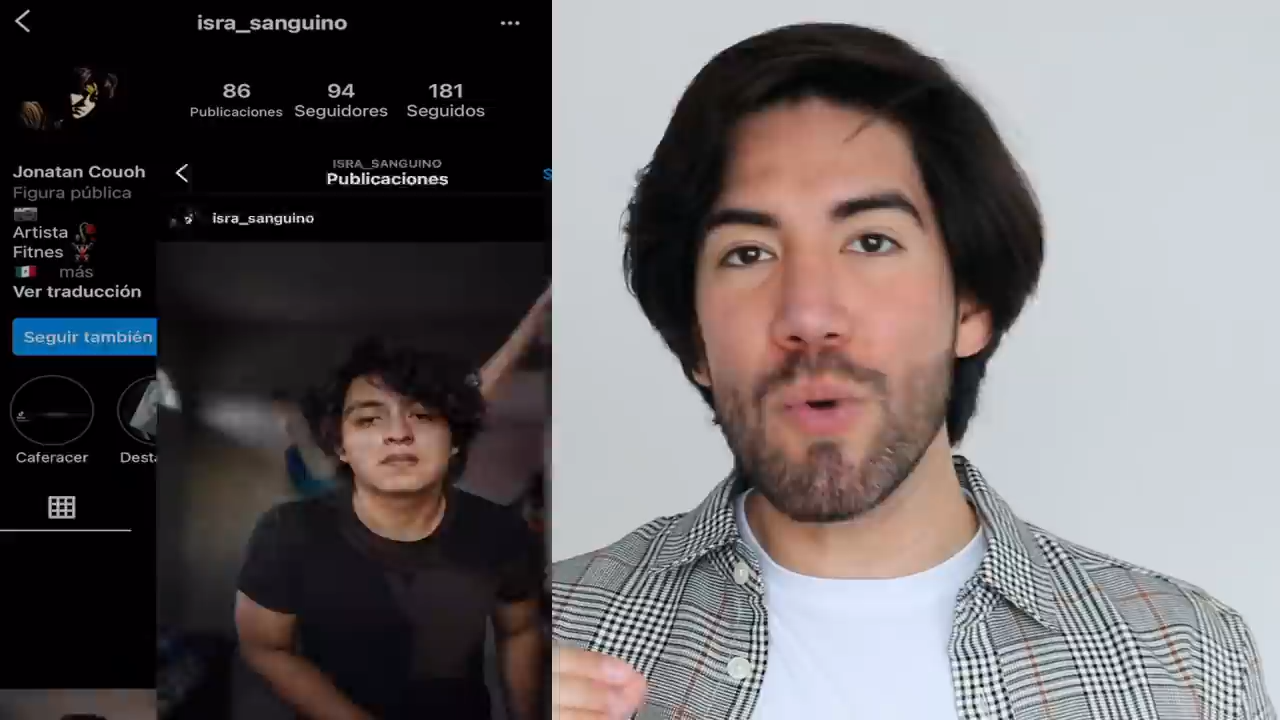 isra_sanguino
86
94
181
Publicaciones
Seguidores
Seguidos
Jonatan Couoh
Figura pública
Artista
Fitnes
más
Ver traducción
Seguir también
Caferacer
Desta
ISRA_SANGUINO
Publicaciones
S
isra_sanguino